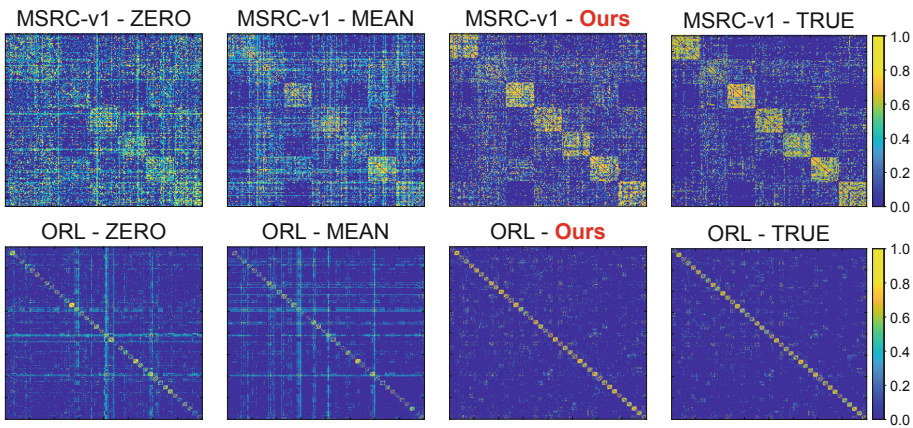 MSRC-v1 - ZERO
MSRC-v1 - MEAN
MSRC-v1 - Ours
MSRC-v1 - TRUE
1.0
0.8
0.6
0.4
0.2
0.0
ORL - ZERO
ORL - MEAN
ORL - Ours
ORL - TRUE
1.0
0.8
0.6
0.4
0.2
0.0